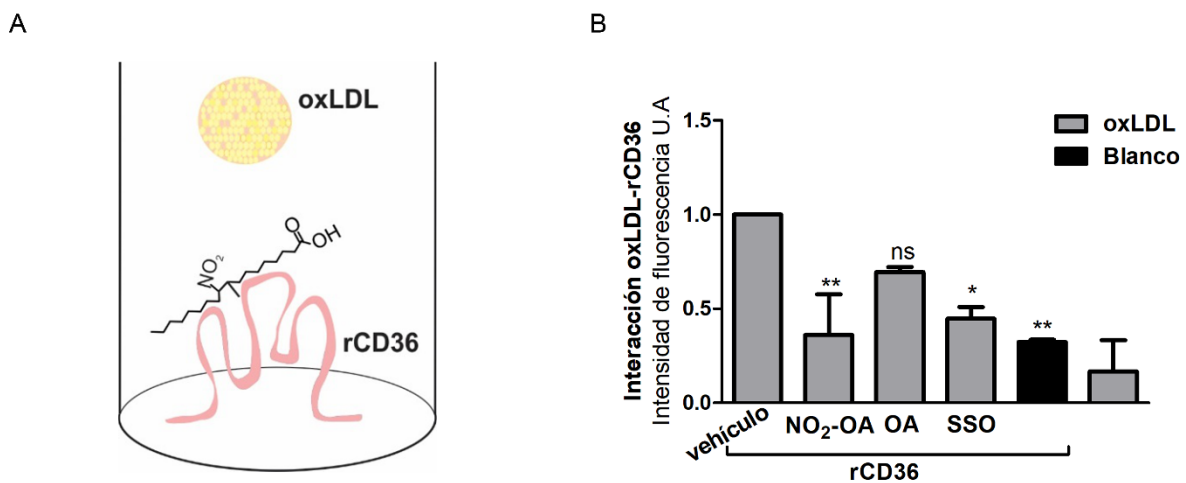 A
oxLDL
O
OH
NO2
rCD36
B
Interacción oxLDL-rCD36
Intensidad de fluorescencia U.A
1.5
1.0
0.5
0.0
oxLDL
Blanco
**
ns
*
**
vehículo
NO2-OA
OA
SSO
rCD36